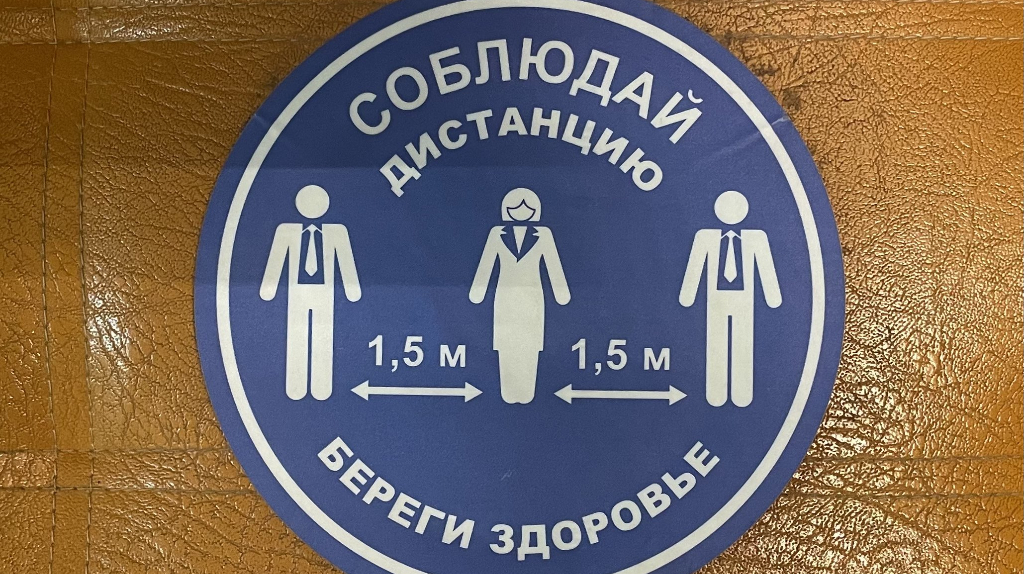 СОБЛЮДАЙ
ДИСТАНЦИЮ
1,5 м 1,5 м
БЕРЕГИ ЗДОРОВЬЕ